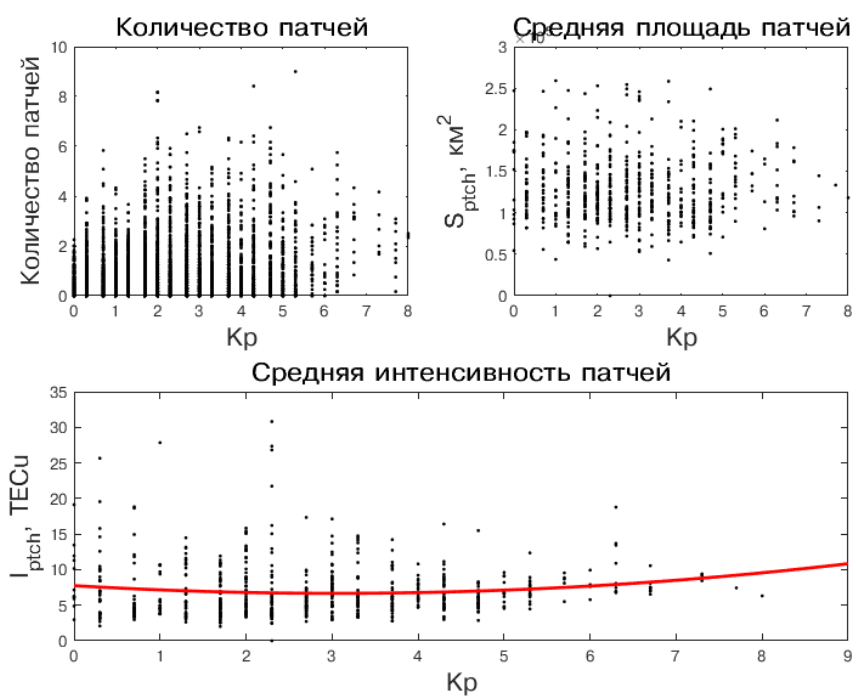 Количество патчей
Количество патчей
10
8
6
4
2
0
0 1 2 3 4 5 6 7 8
Kp
Средняя площадь патчей
S_ptch, км²
3
2.5
2
1.5
1
0.5
0
0 1 2 3 4 5 6 7 8
Kp
Средняя интенсивность патчей
I_ptch, TECu
35
30
25
20
15
10
5
0
0 1 2 3 4 5 6 7 8 9
Kp